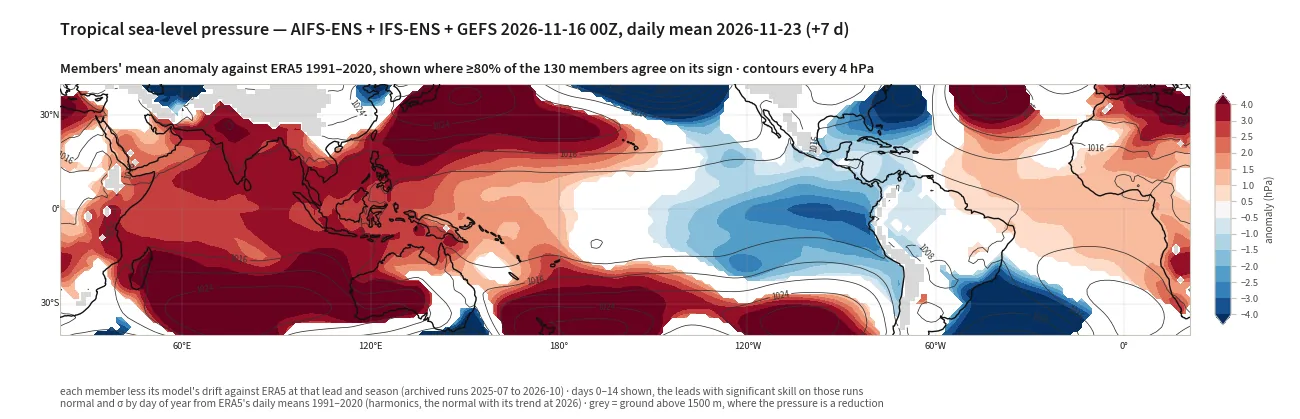 Tropical sea-level pressure — AIFS-ENS + IFS-ENS + GEFS 2026-11-16 00Z, daily mean 2026-11-23 (+7 d)
Members' mean anomaly against ERA5 1991–2020, shown where ≥80% of the 130 members agree on its sign · contours every 4 hPa
30°N
0°
30°S
60°E
120°E
180°
120°W
60°W
0°
1016
1024
1016
1016
1016
1016
1024
1016
1024
1008
4.0
3.0
2.0
1.5
1.0
0.5
−0.5
−1.0
−1.5
−2.0
−3.0
−4.0
anomaly (hPa)
each member less its model's drift against ERA5 at that lead and season (archived runs 2025-07 to 2026-10) · days 0–14 shown, the leads with significant skill on those runs
normal and σ by day of year from ERA5's daily means 1991–2020 (harmonics, the normal with its trend at 2026) · grey = ground above 1500 m, where the pressure is a reduction